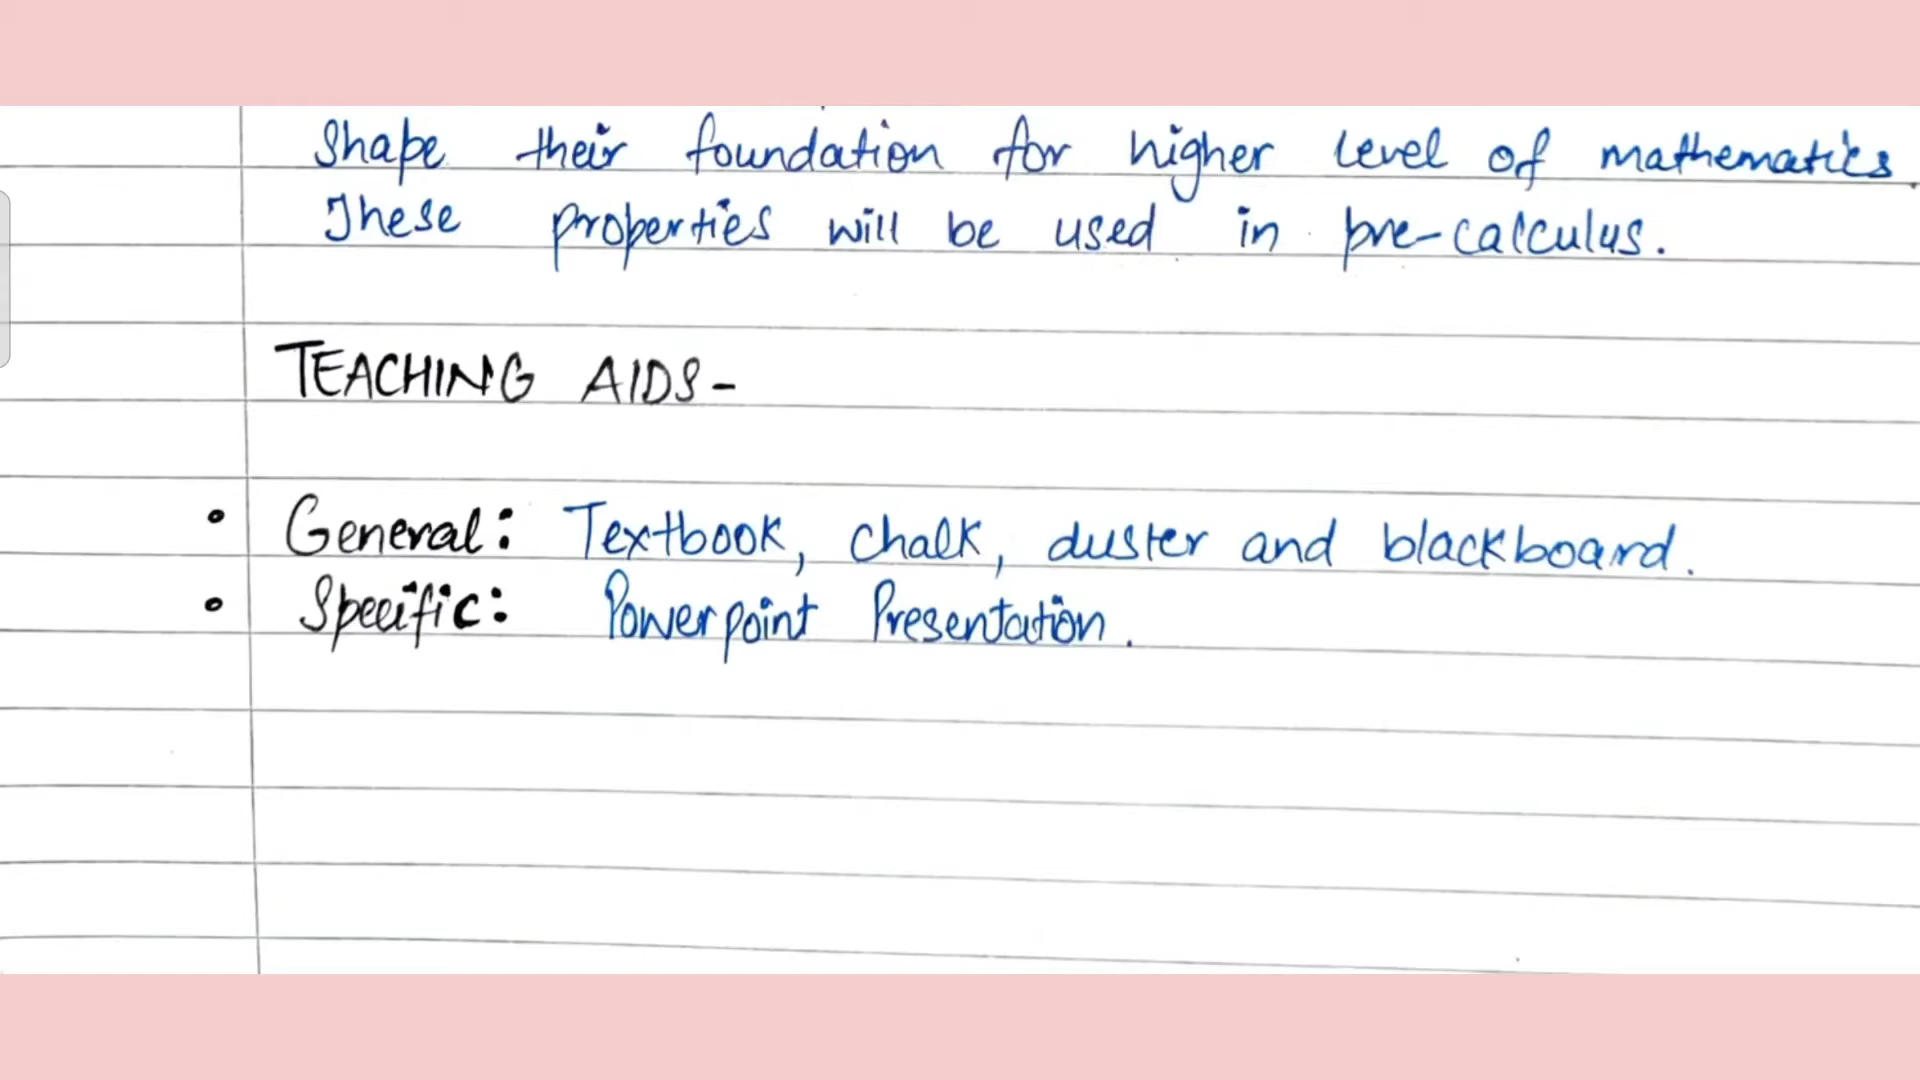 Shape their foundation for higher level of mathematics.
These properties will be used in pre-calculus.
TEACHING AIDS-
• General: Textbook, chalk, duster and blackboard.
• Specific: Powerpoint Presentation.